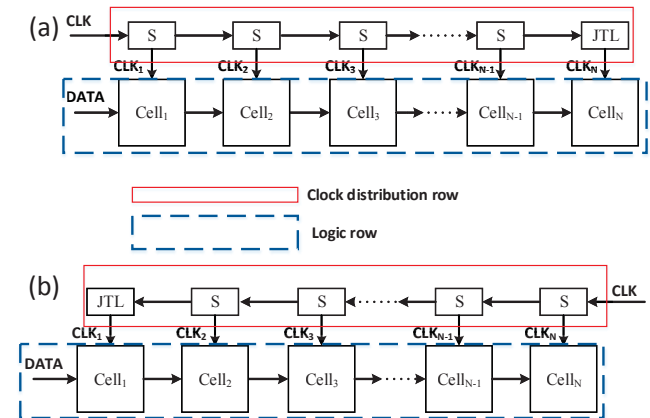 (a)
CLK
S S S S JTL
CLK1 CLK2 CLK3 CLKN-1 CLKN
DATA
Cell1 Cell2 Cell3 CellN-1 CellN
Clock distribution row
Logic row
(b)
JTL S S S S
CLK
CLK1 CLK2 CLK3 CLKN-1 CLKN
DATA
Cell1 Cell2 Cell3 CellN-1 CellN